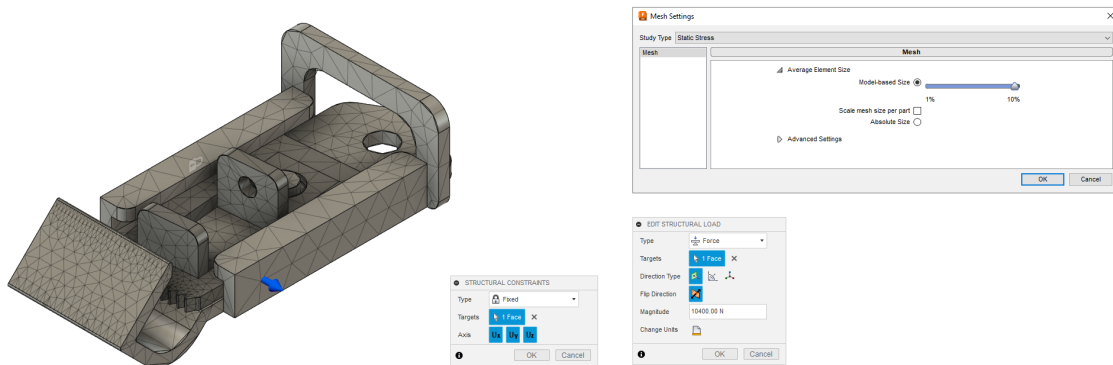 Mesh Settings
Study Type Static Stress
Mesh
Mesh
Average Element Size
Model-based Size
1% 10%
Scale mesh size per part
Absolute Size
Advanced Settings
OK Cancel
STRUCTURAL CONSTRAINTS
Type Fixed
Targets 1 Face
Axis Ux Uy Uz
OK Cancel
EDIT STRUCTURAL LOAD
Type Force
Targets 1 Face
Direction Type
Flip Direction
Magnitude 10400.00 N
Change Units
OK Cancel